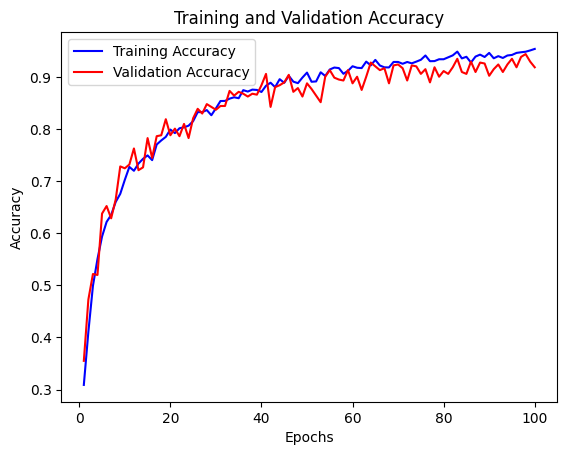 Training and Validation Accuracy
Training Accuracy
Validation Accuracy
Accuracy
0.9
0.8
0.7
0.6
0.5
0.4
0.3
0 20 40 60 80 100
Epochs